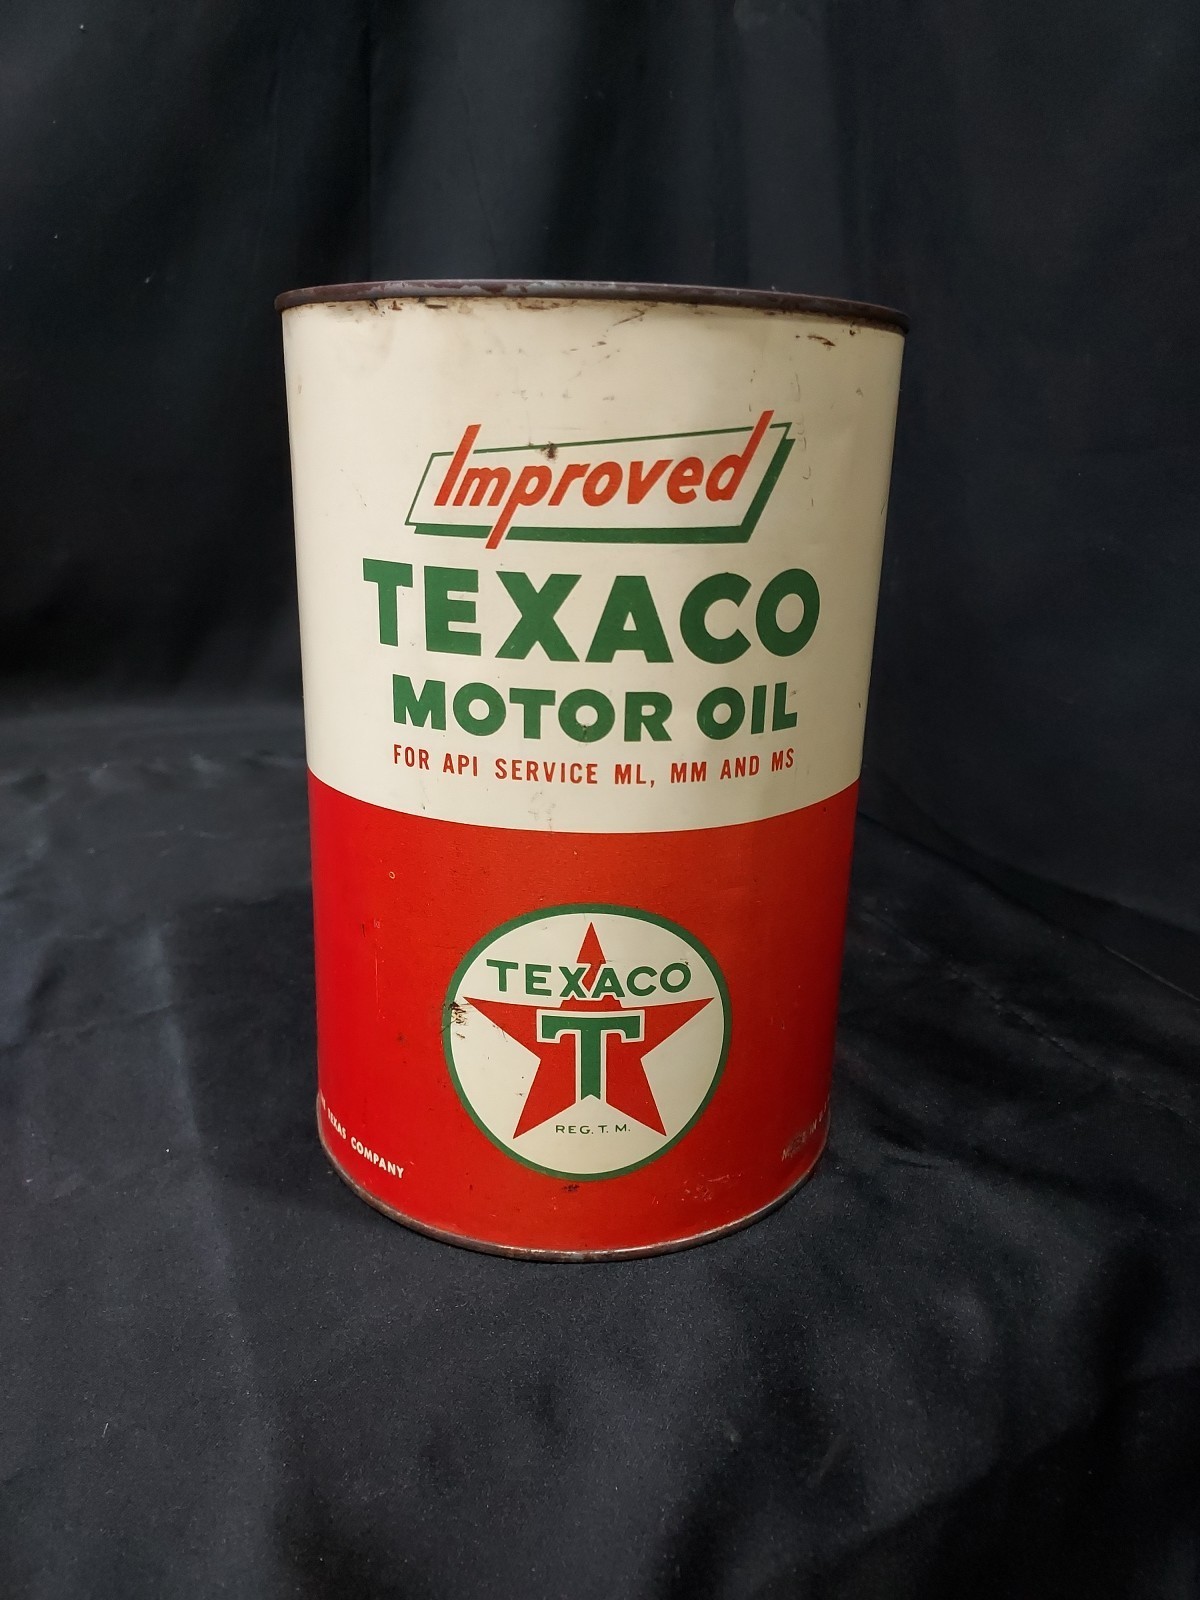 Improved
TEXACO
MOTOR OIL
FOR API SERVICE ML, MM AND MS
TEXACO
T
REG. T. M.
TEXAS COMPANY